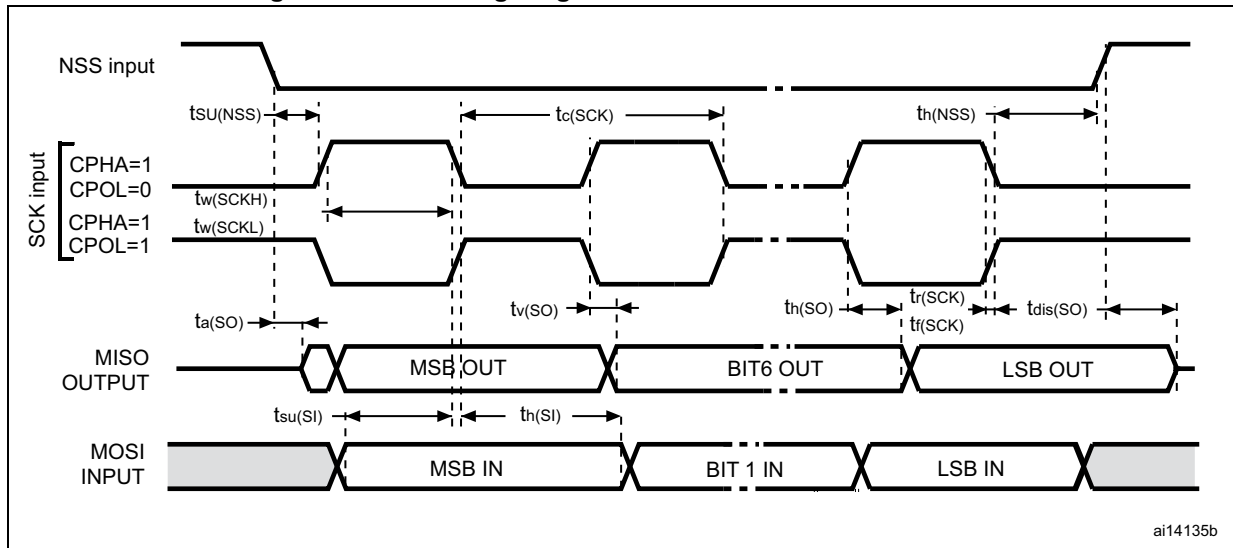 NSS input
tSU(NSS)
tc(SCK)
th(NSS)
SCK input
CPHA=1
CPOL=0
tw(SCKH)
CPHA=1
tw(SCKL)
CPOL=1
ta(SO)
tv(SO)
th(SO)
tr(SCK)
tf(SCK)
tdis(SO)
MISO
OUTPUT
MSB OUT
BIT6 OUT
LSB OUT
tsu(SI)
th(SI)
MOSI
INPUT
MSB IN
BIT 1 IN
LSB IN
ai14135b